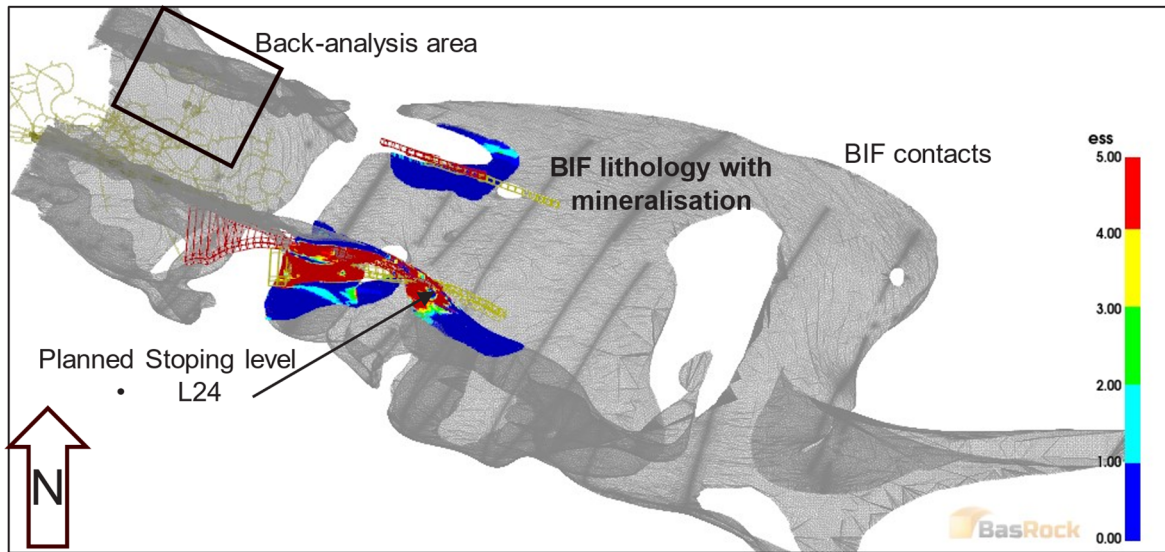 Back-analysis area
BIF lithology with
mineralisation
BIF contacts
ess
5.00
4.00
3.00
2.00
1.00
0.00
Planned Stoping level
• L24
N
BasRock